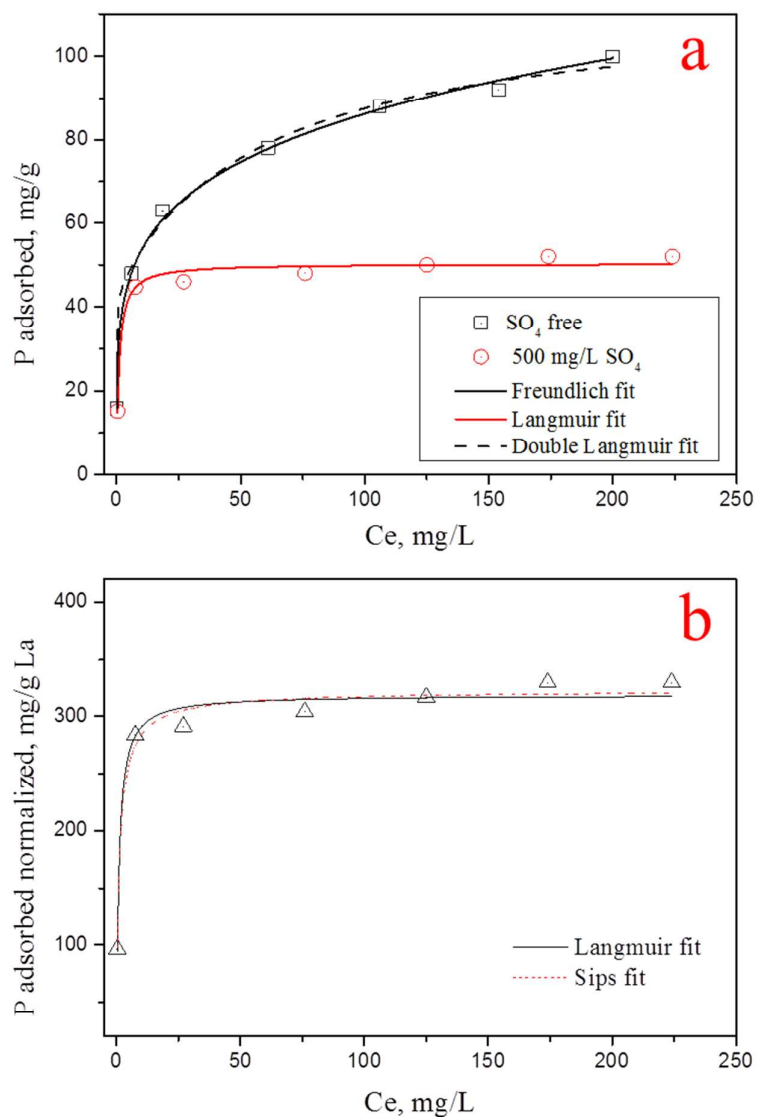 a
100
80
60
40
20
0
P adsorbed, mg/g
SO₄ free
500 mg/L SO₄
Freundlich fit
Langmuir fit
Double Langmuir fit
0 50 100 150 200 250
Ce, mg/L
b
400
300
200
100
P adsorbed normalized, mg/g La
Langmuir fit
Sips fit
0 50 100 150 200 250
Ce, mg/L